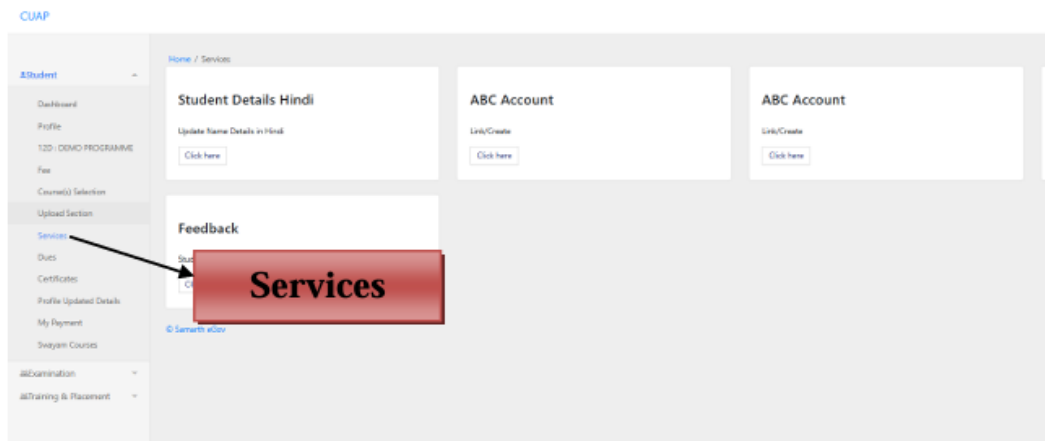 CUAP
Home / Services
Student
Dashboard
Profile
12D : DEMO PROGRAMME
Fee
Course(s) Selection
Upload Section
Services
Dues
Certificates
Profile Updated Details
My Payment
Swayam Courses
Examination
Training & Placement
Student Details Hindi
Update Name Details in Hindi
Click here
ABC Account
Link/Create
Click here
ABC Account
Link/Create
Click here
Feedback
Services
© Samarth eGov